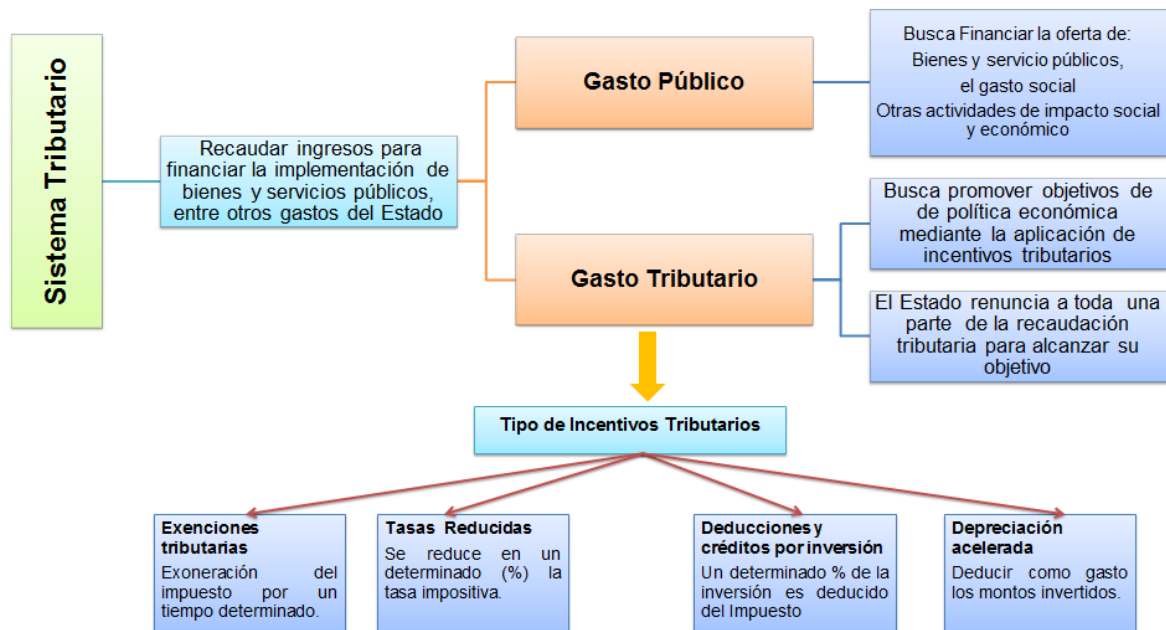 Sistema Tributario
Recaudar ingresos para
financiar la implementación de
bienes y servicios públicos,
entre otros gastos del Estado
Gasto Público
Busca Financiar la oferta de:
Bienes y servicio públicos,
el gasto social
Otras actividades de impacto social
y económico
Gasto Tributario
Busca promover objetivos de
de política económica
mediante la aplicación de
incentivos tributarios
El Estado renuncia a toda una
parte de la recaudación
tributaria para alcanzar su
objetivo
Tipo de Incentivos Tributarios
Exenciones
tributarias
Exoneración del
impuesto por un
tiempo determinado.
Tasas Reducidas
Se reduce en un
determinado (%) la
tasa impositiva.
Deducciones y
créditos por inversión
Un determinado % de la
inversión es deducido
del Impuesto
Depreciación
acelerada
Deducir como gasto
los montos invertidos.